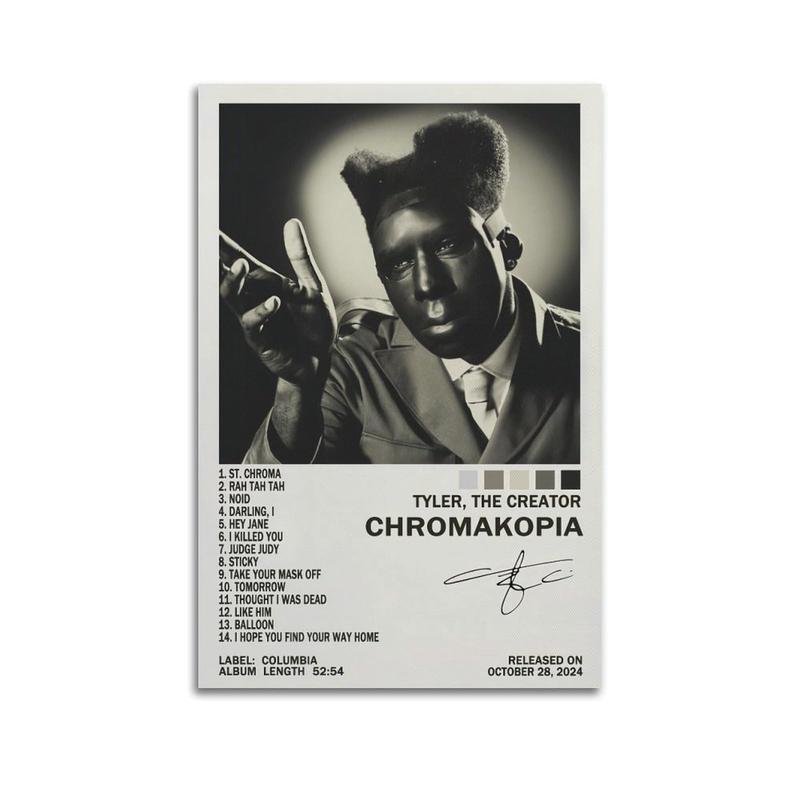 1. ST. CHROMA
2. RAH TAH TAH
3. NOID
4. DARLING, I
5. HEY JANE
6. I KILLED YOU
7. JUDGE JUDY
8. STICKY
9. TAKE YOUR MASK OFF
10. TOMORROW
11. THOUGHT I WAS DEAD
12. LIKE HIM
13. BALLOON
14. I HOPE YOU FIND YOUR WAY HOME
TYLER, THE CREATOR
CHROMAKOPIA
LABEL: COLUMBIA
ALBUM LENGTH 52:54
RELEASED ON
OCTOBER 28, 2024